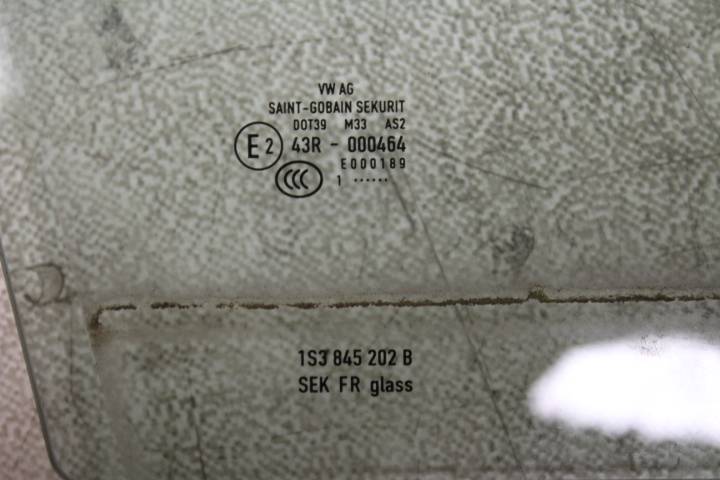 VW AG
SAINT-GOBAIN SEKURIT
DOT39 M33 AS2
E2 43R - 000464
E000189
CCC 1 ······
1S3 845 202 B
SEK FR glass